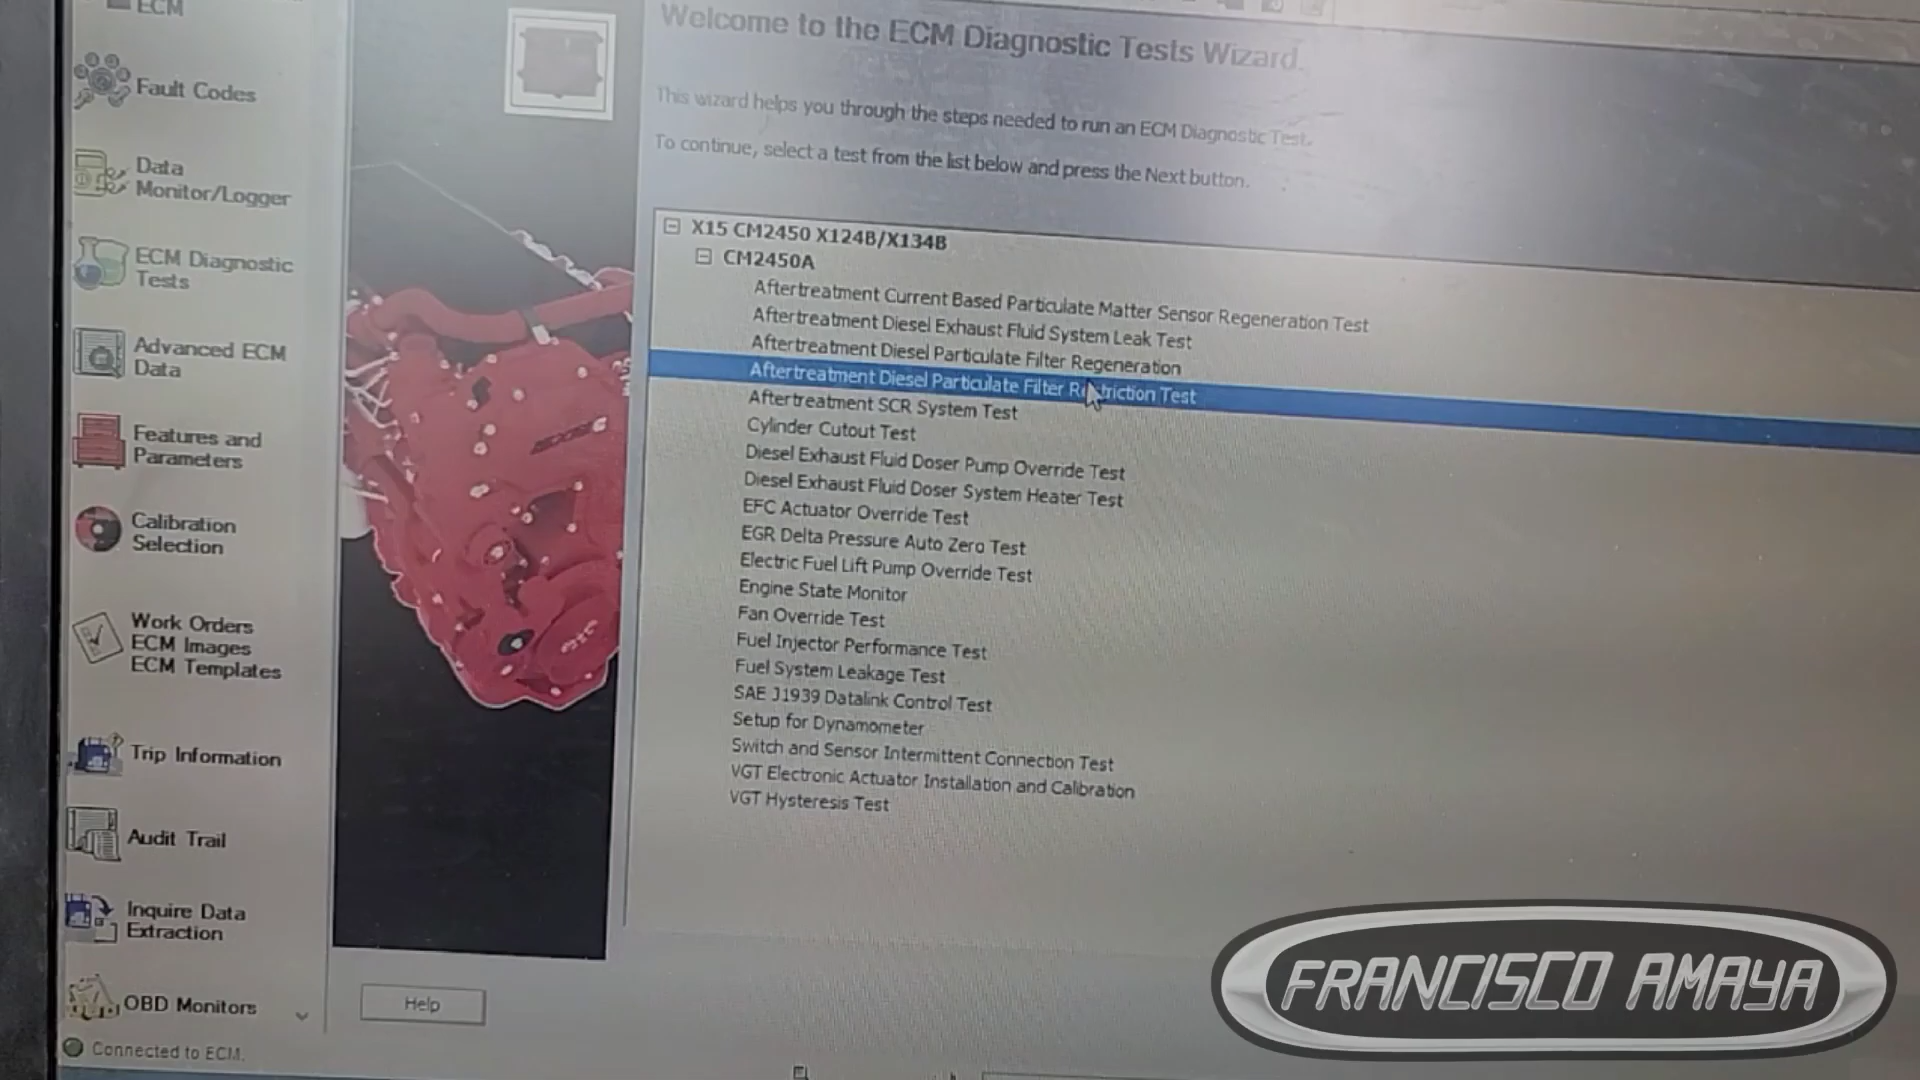 ECM
Fault Codes
Data
Monitor/Logger
ECM Diagnostic
Tests
Advanced ECM
Data
Features and
Parameters
Calibration
Selection
Work Orders
ECM Images
ECM Templates
Trip Information
Audit Trail
Inquire Data
Extraction
OBD Monitors
Connected to ECM.
Welcome to the ECM Diagnostic Tests Wizard.
This wizard helps you through the steps needed to run an ECM Diagnostic Test.
To continue, select a test from the list below and press the Next button.
X15 CM2450 X124B/X134B
CM2450A
Aftertreatment Current Based Particulate Matter Sensor Regeneration Test
Aftertreatment Diesel Exhaust Fluid System Leak Test
Aftertreatment Diesel Particulate Filter Regeneration
Aftertreatment Diesel Particulate Filter Restriction Test
Aftertreatment SCR System Test
Cylinder Cutout Test
Diesel Exhaust Fluid Doser Pump Override Test
Diesel Exhaust Fluid Doser System Heater Test
EFC Actuator Override Test
EGR Delta Pressure Auto Zero Test
Electric Fuel Lift Pump Override Test
Engine State Monitor
Fan Override Test
Fuel Injector Performance Test
Fuel System Leakage Test
SAE J1939 Datalink Control Test
Setup for Dynamometer
Switch and Sensor Intermittent Connection Test
VGT Electronic Actuator Installation and Calibration
VGT Hysteresis Test
Help
FRANCISCO AMAYA